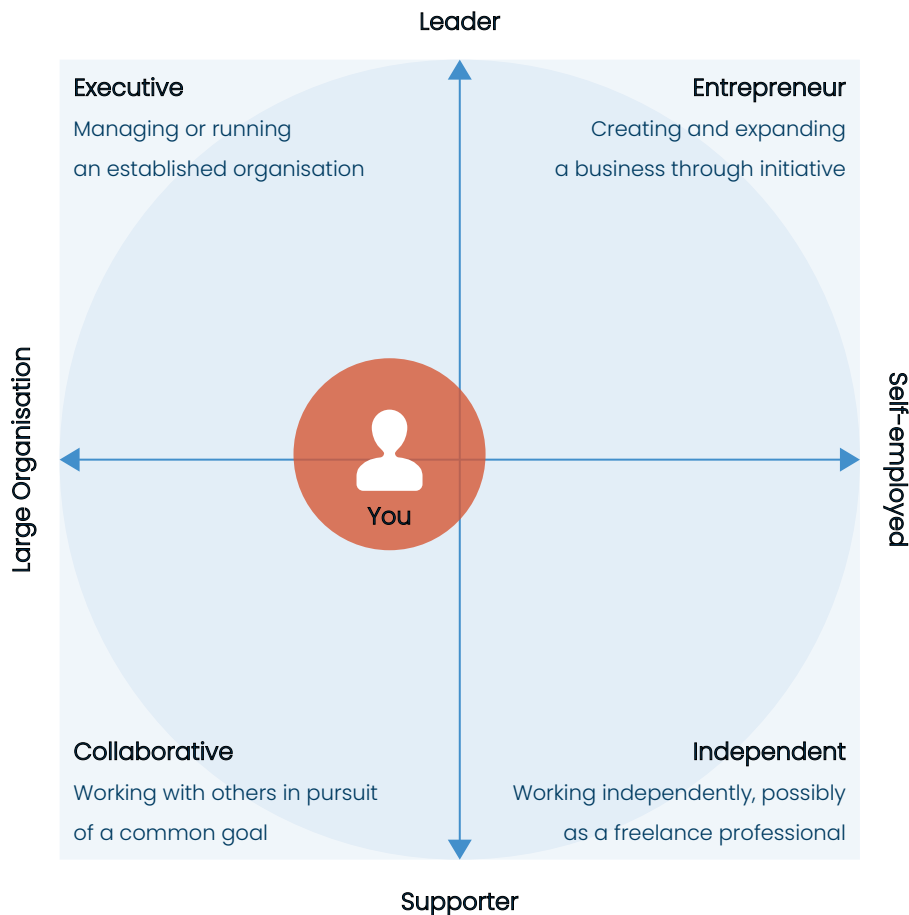 Leader
Executive
Managing or running
an established organisation
Entrepreneur
Creating and expanding
a business through initiative
Large Organisation
Self-employed
You
Collaborative
Working with others in pursuit
of a common goal
Independent
Working independently, possibly
as a freelance professional
Supporter